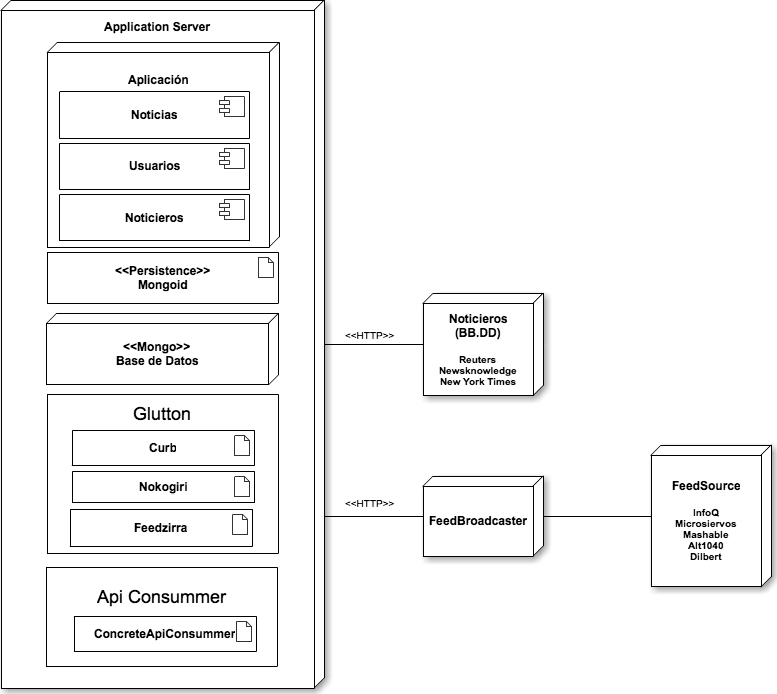 Application Server
Aplicación
Noticias
Usuarios
Noticieros
<<Persistence>>
Mongoid
<<Mongo>>
Base de Datos
Glutton
Curb
Nokogiri
Feedzirra
Api Consummer
ConcreteApiConsummer
<<HTTP>>
Noticieros
(BB.DD)
Reuters
Newsknowledge
New York Times
<<HTTP>>
FeedBroadcaster
FeedSource
InfoQ
Microsiervos
Mashable
Alt1040
Dilbert